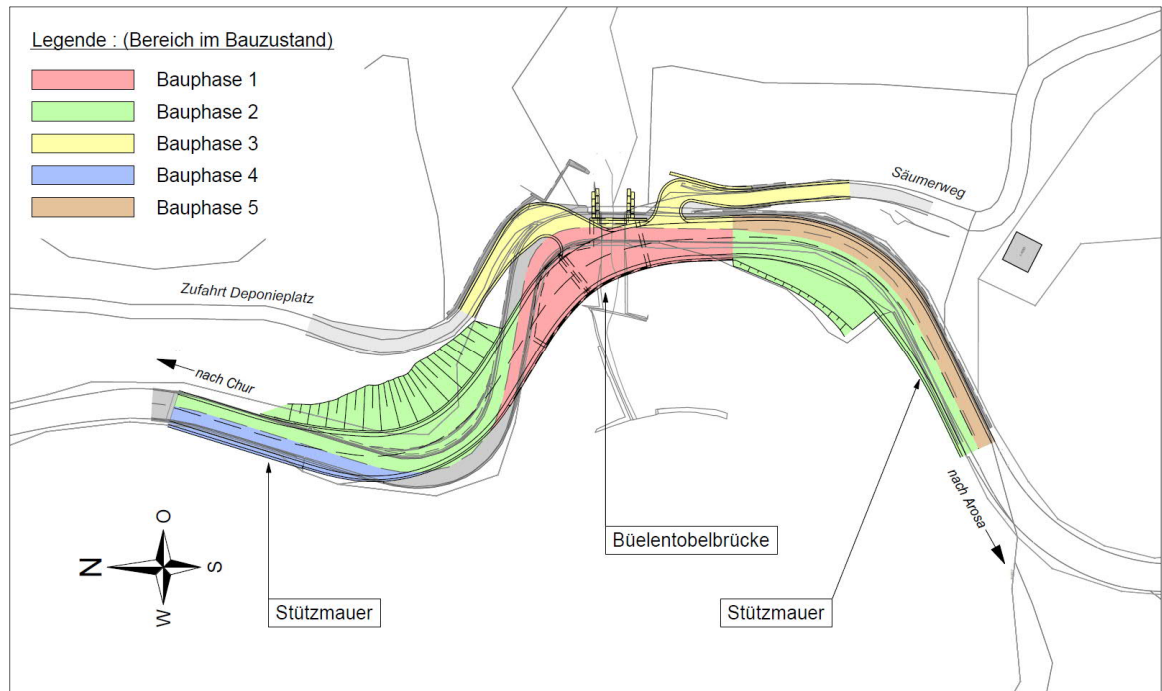 Legende : (Bereich im Bauzustand)
Bauphase 1
Bauphase 2
Bauphase 3
Bauphase 4
Bauphase 5
Säumerweg
Zufahrt Deponieplatz
nach Chur
nach Arosa
Büelentobelbrücke
Stützmauer
Stützmauer
O
N
S
W